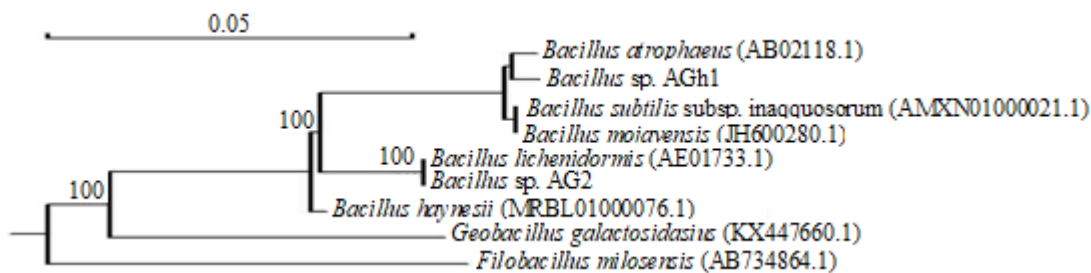 0.05
Bacillus atrophaeus (AB02118.1)
Bacillus sp. AGh1
Bacillus subtilis subsp. inaqquosorum (AMXN01000021.1)
100
Bacillus moiavensis (JH600280.1)
100
Bacillus lichenidormis (AE01733.1)
Bacillus sp. AG2
100
Bacillus haynesii (MRBL01000076.1)
Geobacillus galactosidasius (KX447660.1)
Filobacillus milosensis (AB734864.1)